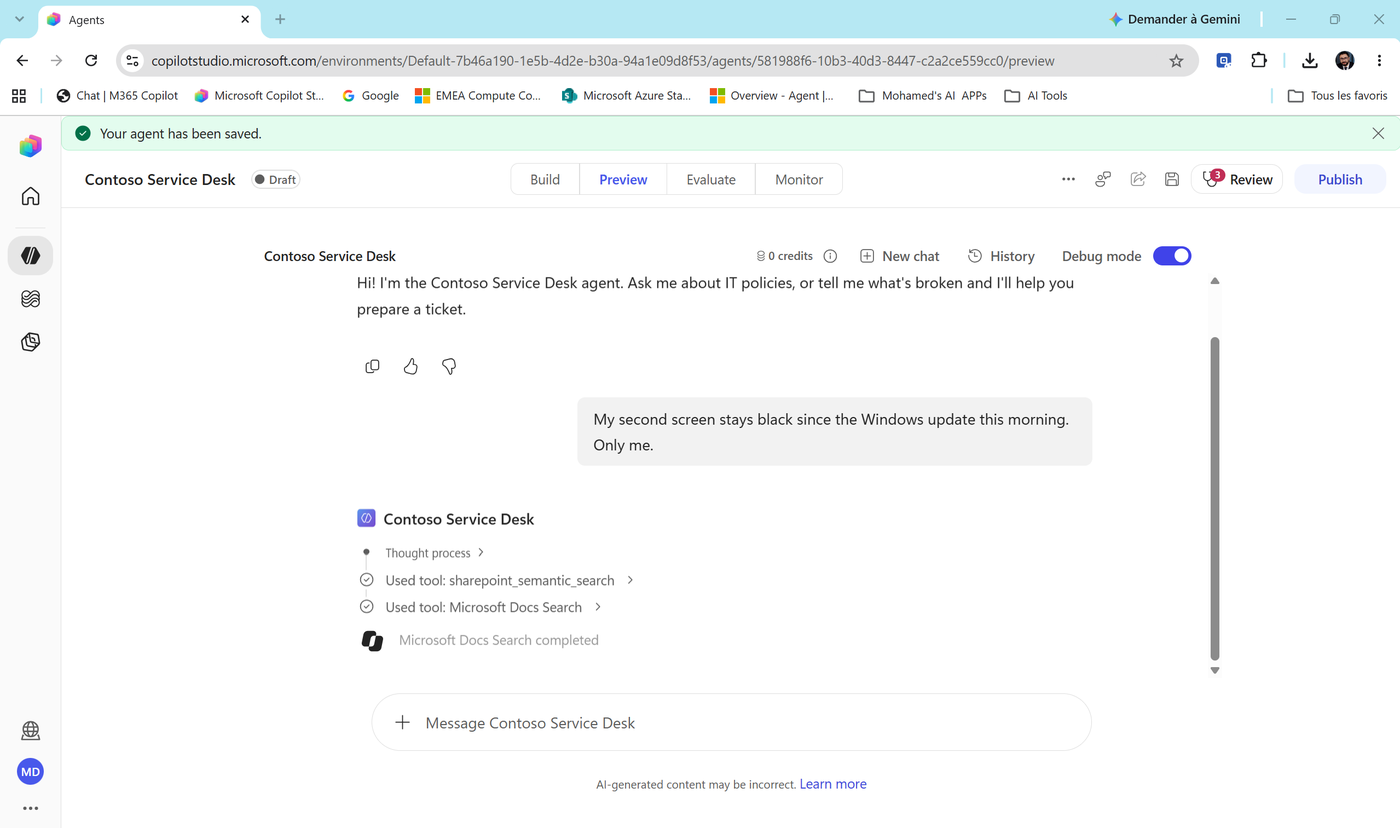 Agents
Demander à Gemini
copilotstudio.microsoft.com/environments/Default-7b46a190-1e5b-4d2e-b30a-94a1e09d8f53/agents/581988f6-10b3-40d3-8447-c2a2ce559cc0/preview
Chat | M365 Copilot
Microsoft Copilot St...
Google
EMEA Compute Co...
Microsoft Azure Sta...
Overview - Agent |...
Mohamed's AI APPs
AI Tools
Tous les favoris
Your agent has been saved.
Contoso Service Desk
Draft
Build
Preview
Evaluate
Monitor
3
Review
Publish
Contoso Service Desk
0 credits
New chat
History
Debug mode
Hi! I'm the Contoso Service Desk agent. Ask me about IT policies, or tell me what's broken and I'll help you
prepare a ticket.
My second screen stays black since the Windows update this morning.
Only me.
Contoso Service Desk
Thought process
Used tool: sharepoint_semantic_search
Used tool: Microsoft Docs Search
Microsoft Docs Search completed
Message Contoso Service Desk
MD
AI-generated content may be incorrect. Learn more